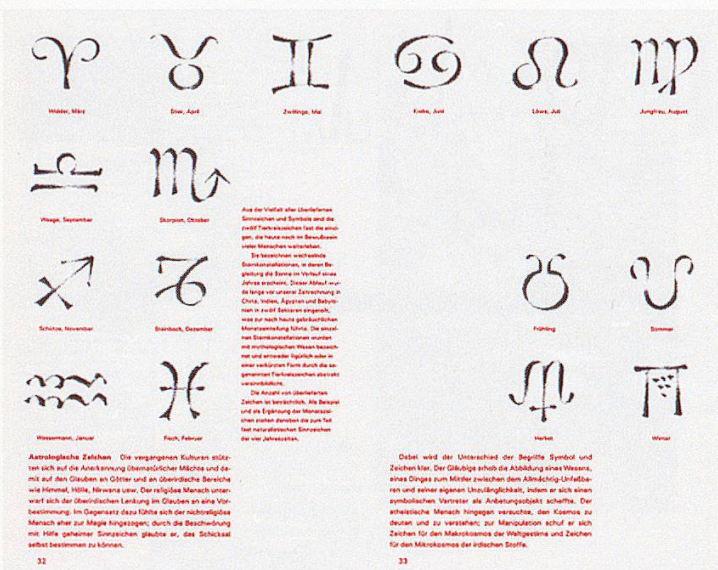 Widder, März
Stier, April
Zwillinge, Mai
Krebs, Juni
Löwe, Juli
Jungfrau, August
Waage, September
Skorpion, Oktober
Aus der Vielfalt aller überlieferten
Sinnzeichen und Symbole sind die
zwölf Tierkreiszeichen fast die einzi-
gen, die heute noch im Bewußtsein
vieler Menschen weiterleben.
Sie bezeichnen wechselnde
Sternkonstellationen, in deren Be-
gleitung die Sonne im Verlauf eines
Jahres erscheint. Dieser Ablauf wur-
de lange vor unserer Zeitrechnung in
China, Indien, Ägypten und Babylo-
nien in zwölf Sektoren eingeteilt,
was zur noch heute gebräuchlichen
Monatseinteilung führte. Die einzel-
nen Sternkonstellationen wurden
mit mythologischen Wesen bezeich-
net und entweder figürlich oder in
einer verkürzten Form durch die so-
genannten Tierkreiszeichen abstrakt
versinnbildlicht.
Die Anzahl von überlieferten
Zeichen ist beträchtlich. Als Beispiel
und als Ergänzung der Monatszei-
chen stehen daneben die zum Teil
fast naturalistischen Sinnzeichen
der vier Jahreszeiten.
Schütze, November
Steinbock, Dezember
Frühling
Sommer
Wassermann, Januar
Fisch, Februar
Herbst
Winter
Astrologische Zeichen Die vergangenen Kulturen stütz-
ten sich auf die Anerkennung übernatürlicher Mächte und da-
mit auf den Glauben an Götter und an überirdische Bereiche
wie Himmel, Hölle, Nirwana usw. Der religiöse Mensch unter-
warf sich der überirdischen Lenkung im Glauben an eine Vor-
bestimmung. Im Gegensatz dazu fühlte sich der nichtreligiöse
Mensch eher zur Magie hingezogen; durch die Beschwörung
mit Hilfe geheimer Sinnzeichen glaubte er, das Schicksal
selbst bestimmen zu können.
32
Dabei wird der Unterschied der Begriffe Symbol und
Zeichen klar. Der Gläubige erhob die Abbildung eines Wesens,
eines Dinges zum Mittler zwischen dem Allmächtig-Unfaßba-
ren und seiner eigenen Unzulänglichkeit, indem er sich einen
symbolischen Vertreter als Anbetungsobjekt schaffte. Der
atheistische Mensch hingegen versuchte, den Kosmos zu
deuten und zu verstehen; zur Manipulation schuf er sich
Zeichen für den Makrokosmos der Weltgestirne und Zeichen
für den Mikrokosmos der irdischen Stoffe.
33